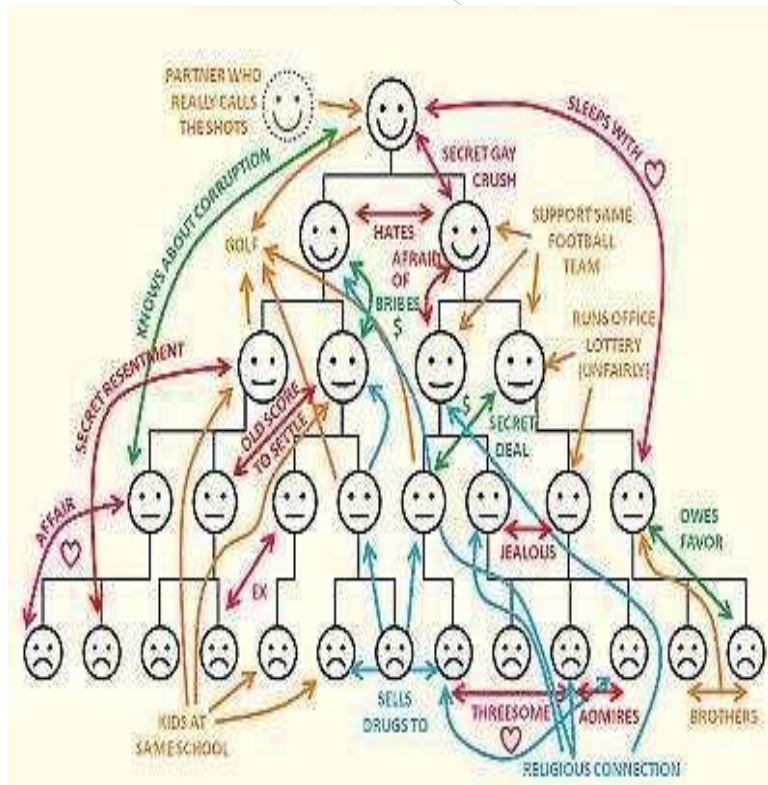 PARTNER WHO
REALLY CALLS
THE SHOTS
SLEEPS WITH
SECRET GAY
CRUSH
KNOWS ABOUT CORRUPTION
GOLF
HATES
SUPPORT SAME
FOOTBALL
TEAM
AFRAID
OF
BRIBES
$
RUNS OFFICE
LOTTERY
(UNFAIRLY)
SECRET RESENTMENT
OLD SCORE
TO SETTLE
$
SECRET
DEAL
AFFAIR
JEALOUS
OWES
FAVOR
EX
SELLS
DRUGS TO
THREESOME
ADMIRES
BROTHERS
KIDS AT
SAME SCHOOL
RELIGIOUS CONNECTION